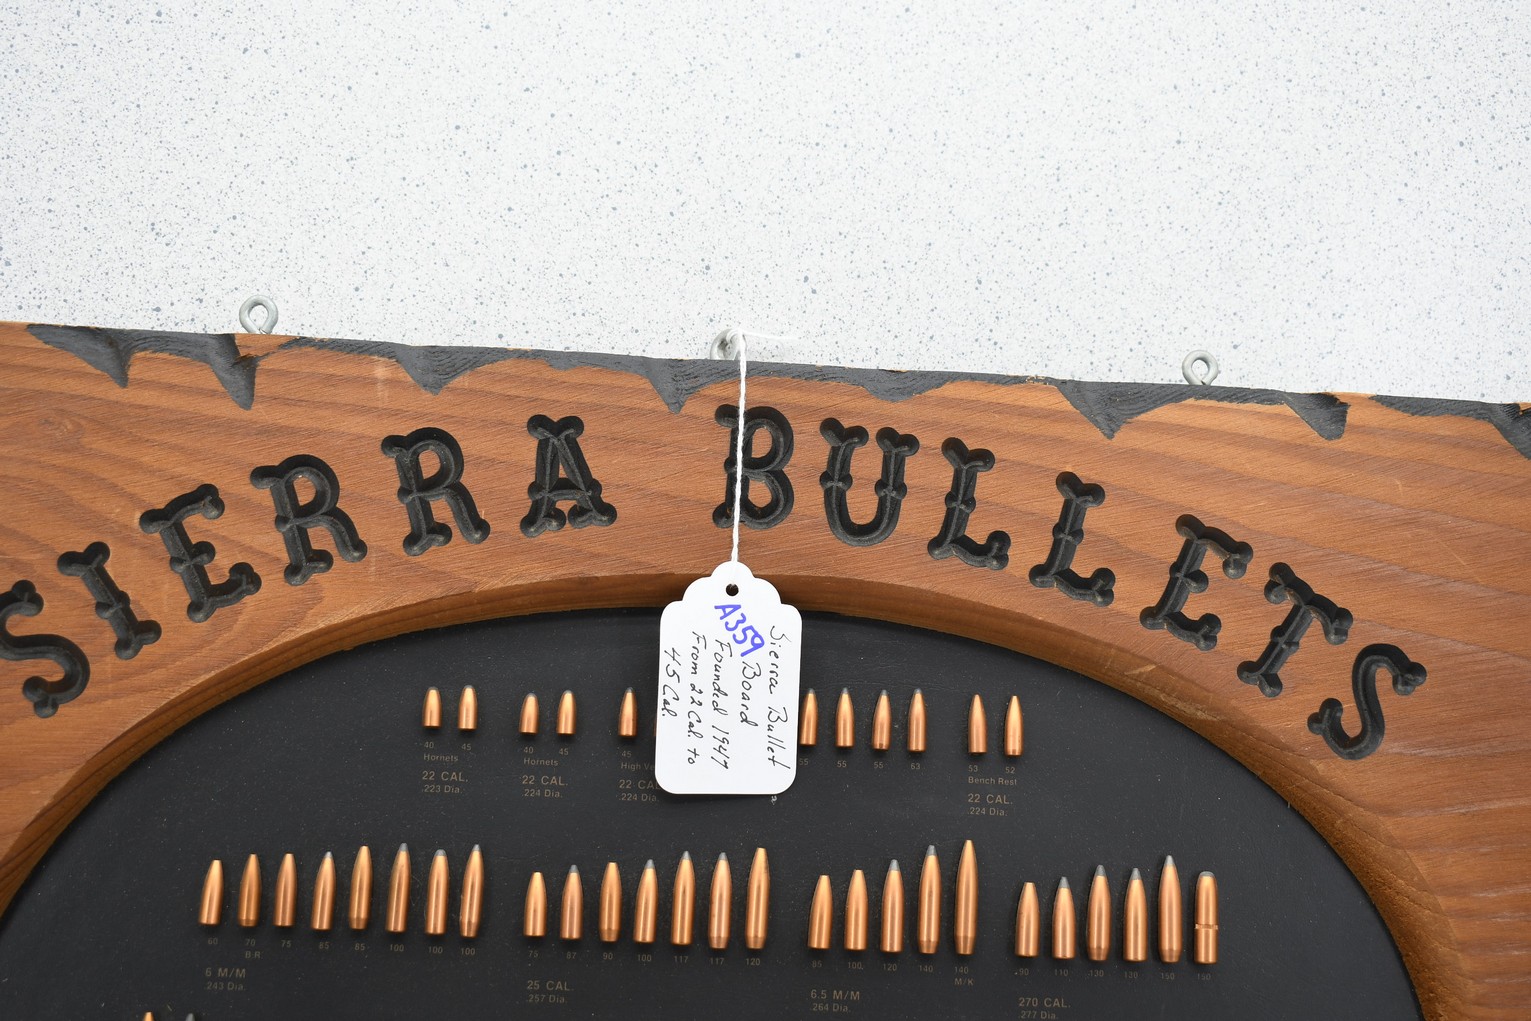 SIERRA BULLETS
A359
Sierra Bullet
Board
Founded 1947
From 22 Cal. to
45 Cal.
40 45
Hornets
22 CAL.
.223 Dia.
40 45
Hornets
22 CAL.
.224 Dia.
45
High Ve
22 CAL
.224 Dia.
55 55 55 63
53 52
Bench Rest
22 CAL.
.224 Dia.
60 70 75 85 85 100 100 100
B.R.
6 M/M
.243 Dia.
75 87 90 100 117 117 120
25 CAL.
.257 Dia.
85 100 120 140 140
M/K
6.5 M/M
.264 Dia.
90 110 130 130 150 150
270 CAL.
.277 Dia.